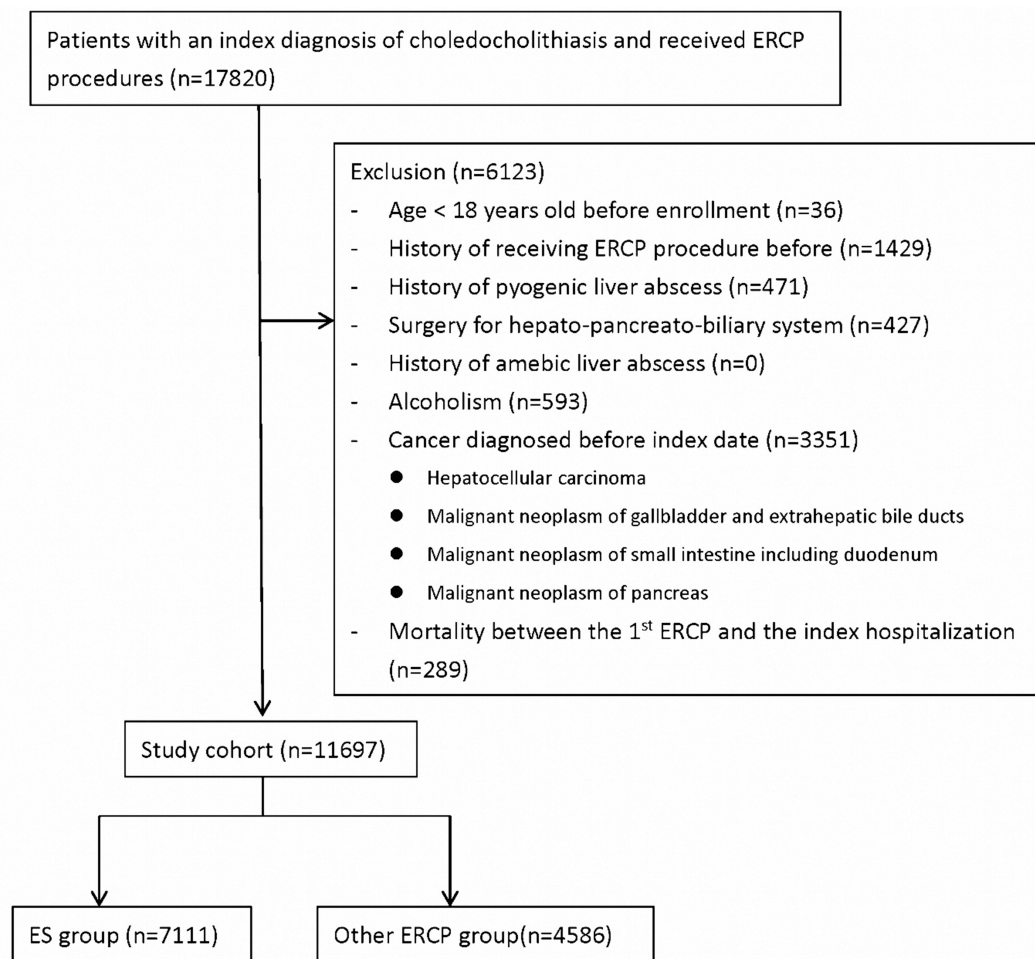 Patients with an index diagnosis of choledocholithiasis and received ERCP
procedures (n=17820)
Exclusion (n=6123)
- Age < 18 years old before enrollment (n=36)
- History of receiving ERCP procedure before (n=1429)
- History of pyogenic liver abscess (n=471)
- Surgery for hepato-pancreato-biliary system (n=427)
- History of amebic liver abscess (n=0)
- Alcoholism (n=593)
- Cancer diagnosed before index date (n=3351)
● Hepatocellular carcinoma
● Malignant neoplasm of gallbladder and extrahepatic bile ducts
● Malignant neoplasm of small intestine including duodenum
● Malignant neoplasm of pancreas
- Mortality between the 1st ERCP and the index hospitalization
(n=289)
Study cohort (n=11697)
ES group (n=7111)
Other ERCP group(n=4586)